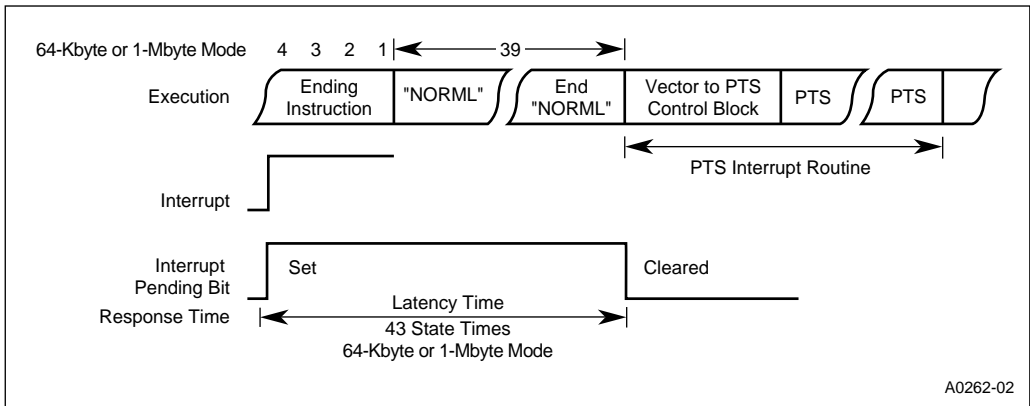 64-Kbyte or 1-Mbyte Mode 4 3 2 1 39
Execution Ending Instruction "NORML" End "NORML" Vector to PTS Control Block PTS PTS
PTS Interrupt Routine
Interrupt
Interrupt Pending Bit Set Cleared
Response Time Latency Time
43 State Times
64-Kbyte or 1-Mbyte Mode
A0262-02